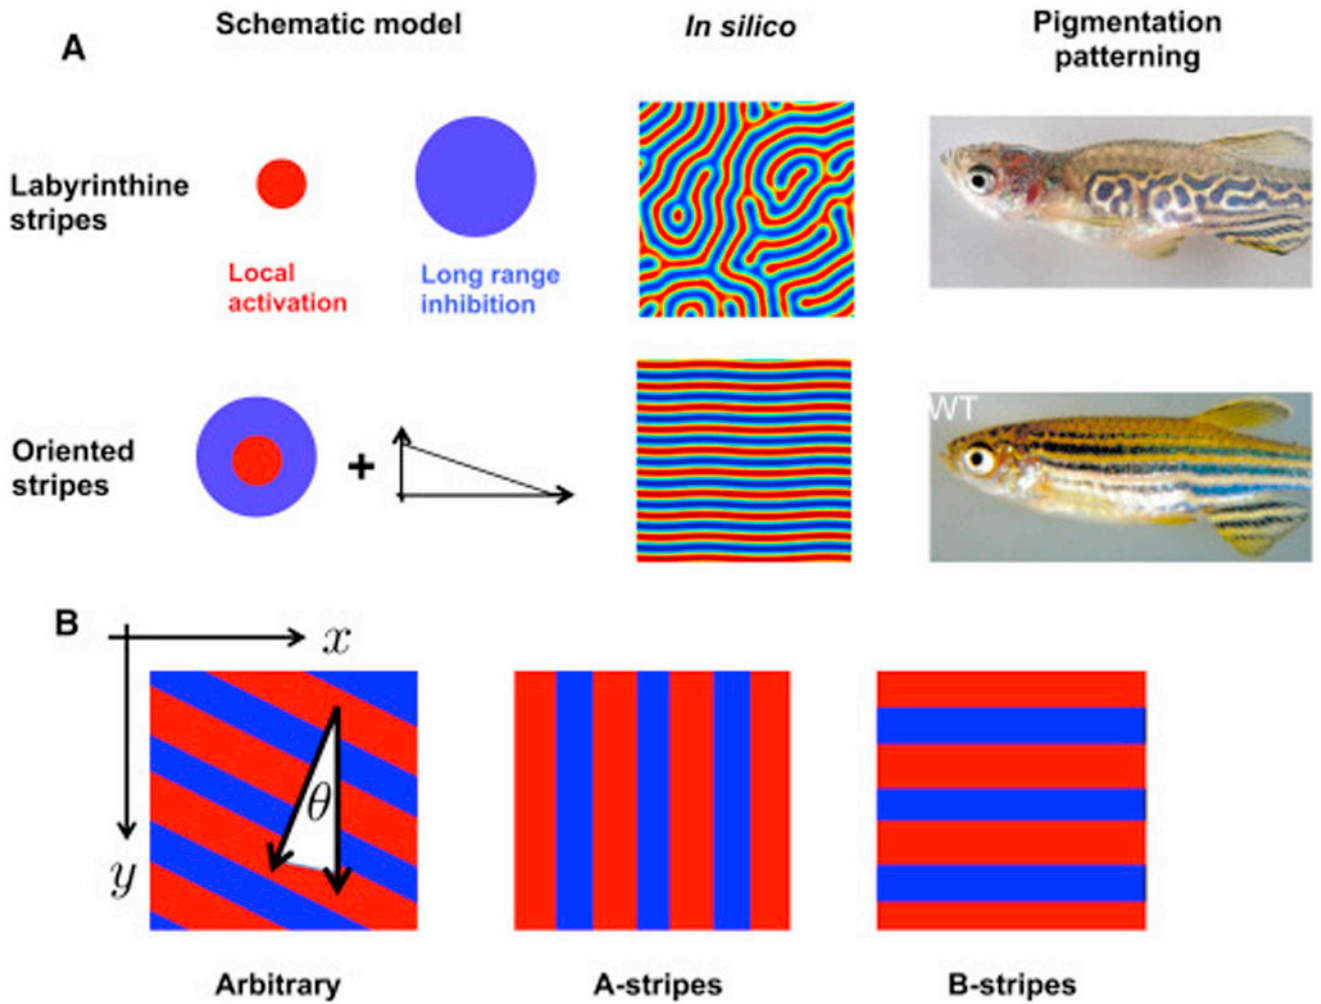 A
Schematic model
In silico
Pigmentation
patterning
Labyrinthine
stripes
Local
activation
Long range
inhibition
Oriented
stripes
+
WT
B
x
y
θ
Arbitrary
A-stripes
B-stripes